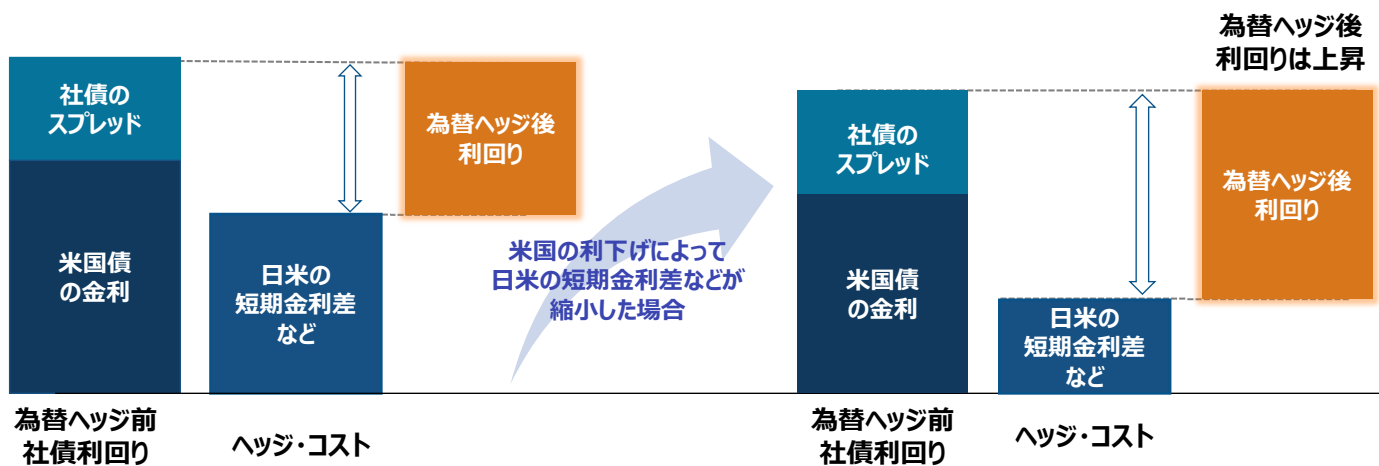 社債の
スプレッド
米国債
の金利
為替ヘッジ前
社債利回り
日米の
短期金利差
など
ヘッジ・コスト
為替ヘッジ後
利回り
米国の利下げによって
日米の短期金利差などが
縮小した場合
社債の
スプレッド
米国債
の金利
為替ヘッジ前
社債利回り
日米の
短期金利差
など
ヘッジ・コスト
為替ヘッジ後
利回りは上昇
為替ヘッジ後
利回り